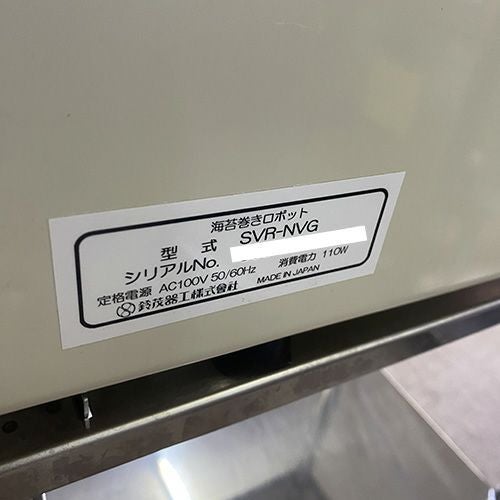 海苔巻きロボット
型式 SVR-NVG
シリアルNo.
定格電源 AC100V 50/60Hz 消費電力 110W
鈴茂器工株式會社 MADE IN JAPAN